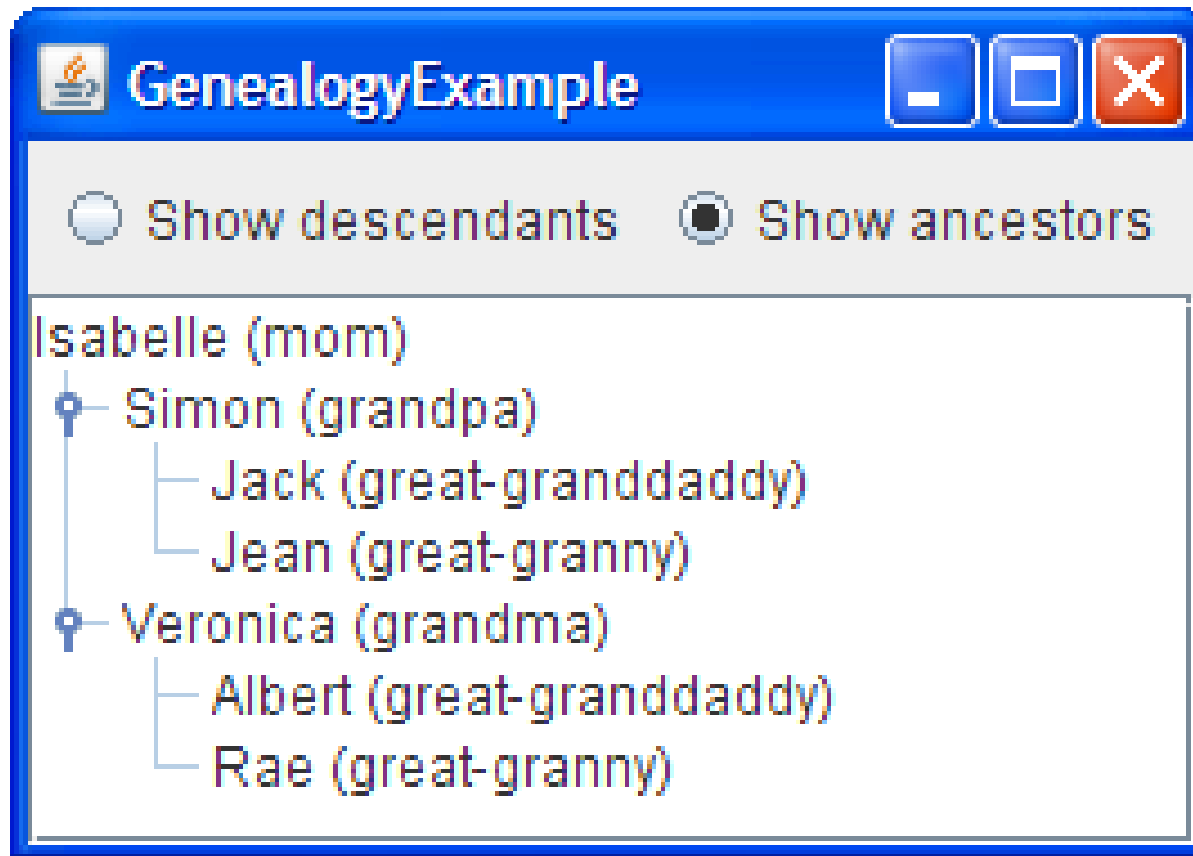 GenealogyExample
Show descendants Show ancestors
Isabelle (mom)
Simon (grandpa)
Jack (great-granddaddy)
Jean (great-granny)
Veronica (grandma)
Albert (great-granddaddy)
Rae (great-granny)